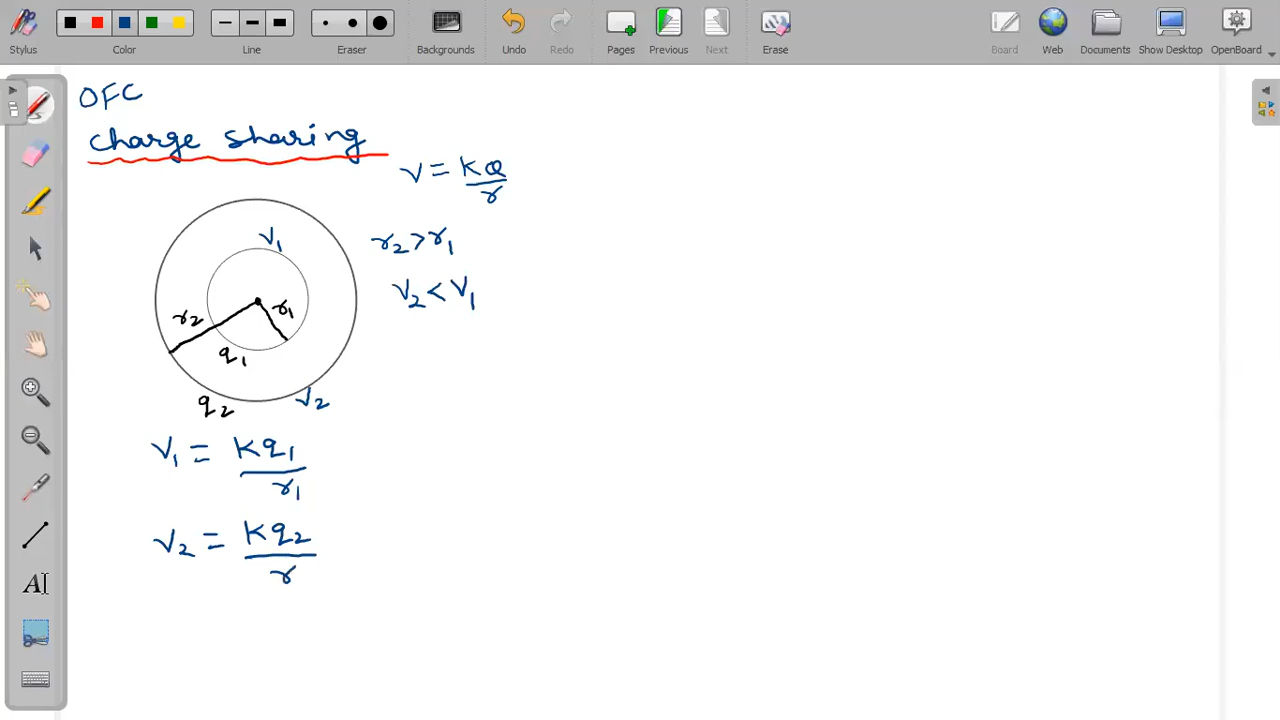 Stylus
Color
Line
Eraser
Backgrounds
Undo
Redo
Pages
Previous
Next
Erase
Board
Web
Documents
Show Desktop
OpenBoard
OFC
charge sharing
V = KQ/r
V₁
r₂ > r₁
V₂ < V₁
r₂
r₁
q₁
q₂
V₂
V₁ = Kq₁/r₁
V₂ = Kq₂/r
AI